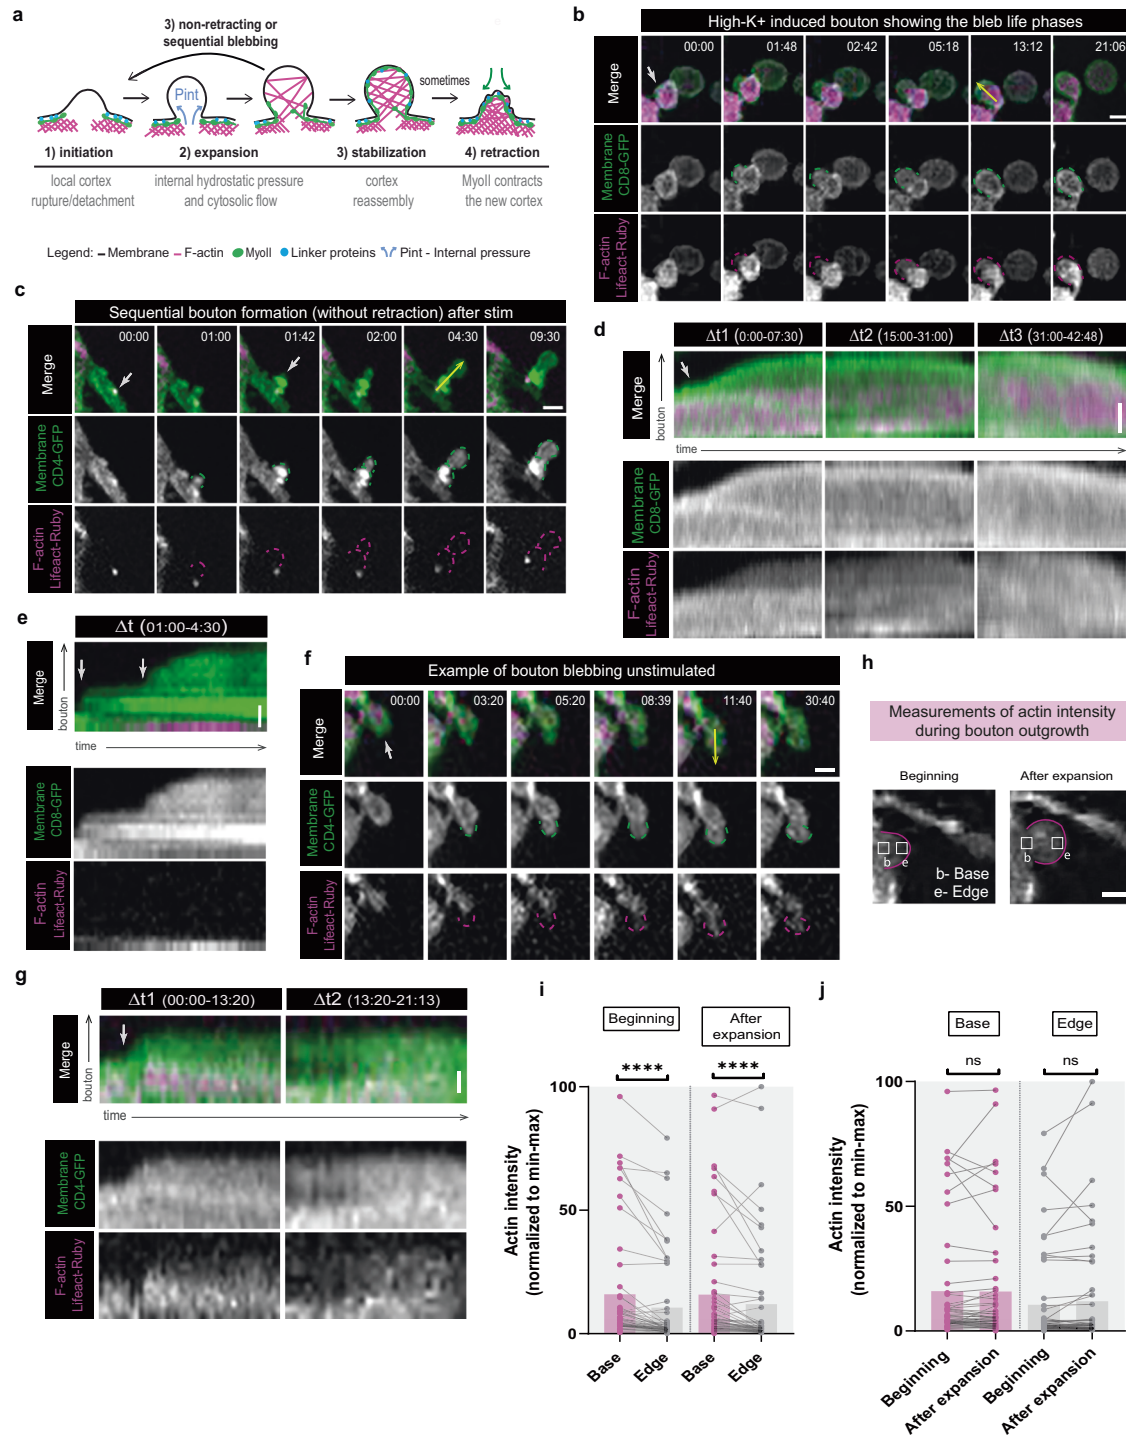 a
3) non-retracting or
sequential blebbing
Pint
sometimes
1) initiation
2) expansion
3) stabilization
4) retraction
local cortex
rupture/detachment
internal hydrostatic pressure
and cytosolic flow
cortex
reassembly
MyoII contracts
the new cortex
Legend: Membrane F-actin MyoII Linker proteins Pint - Internal pressure
b
High-K+ induced bouton showing the bleb life phases
Merge
00:00 01:48 02:42 05:18 13:12 21:06
Membrane
CD8-GFP
F-actin
Lifeact-Ruby
c
Sequential bouton formation (without retraction) after stim
Merge
00:00 01:00 01:42 02:00 04:30 09:30
Membrane
CD4-GFP
F-actin
Lifeact-Ruby
d
Δt1 (0:00-07:30) Δt2 (15:00-31:00) Δt3 (31:00-42:48)
Merge
bouton
time
Membrane
CD8-GFP
F-actin
Lifeact-Ruby
e
Δt (01:00-4:30)
Merge
bouton
time
Membrane
CD8-GFP
F-actin
Lifeact-Ruby
f
Example of bouton blebbing unstimulated
Merge
00:00 03:20 05:20 08:39 11:40 30:40
Membrane
CD4-GFP
F-actin
Lifeact-Ruby
g
Δt1 (00:00-13:20) Δt2 (13:20-21:13)
Merge
bouton
time
Membrane
CD4-GFP
F-actin
Lifeact-Ruby
h
Measurements of actin intensity
during bouton outgrowth
Beginning
After expansion
b e
b- Base
e- Edge
b e
i
Beginning
After
expansion
**** ****
Actin intensity
(normalized to min-max)
100
50
0
Base Edge Base Edge
j
Base
Edge
ns ns
Actin intensity
(normalized to min-max)
100
50
0
Beginning After expansion Beginning After expansion